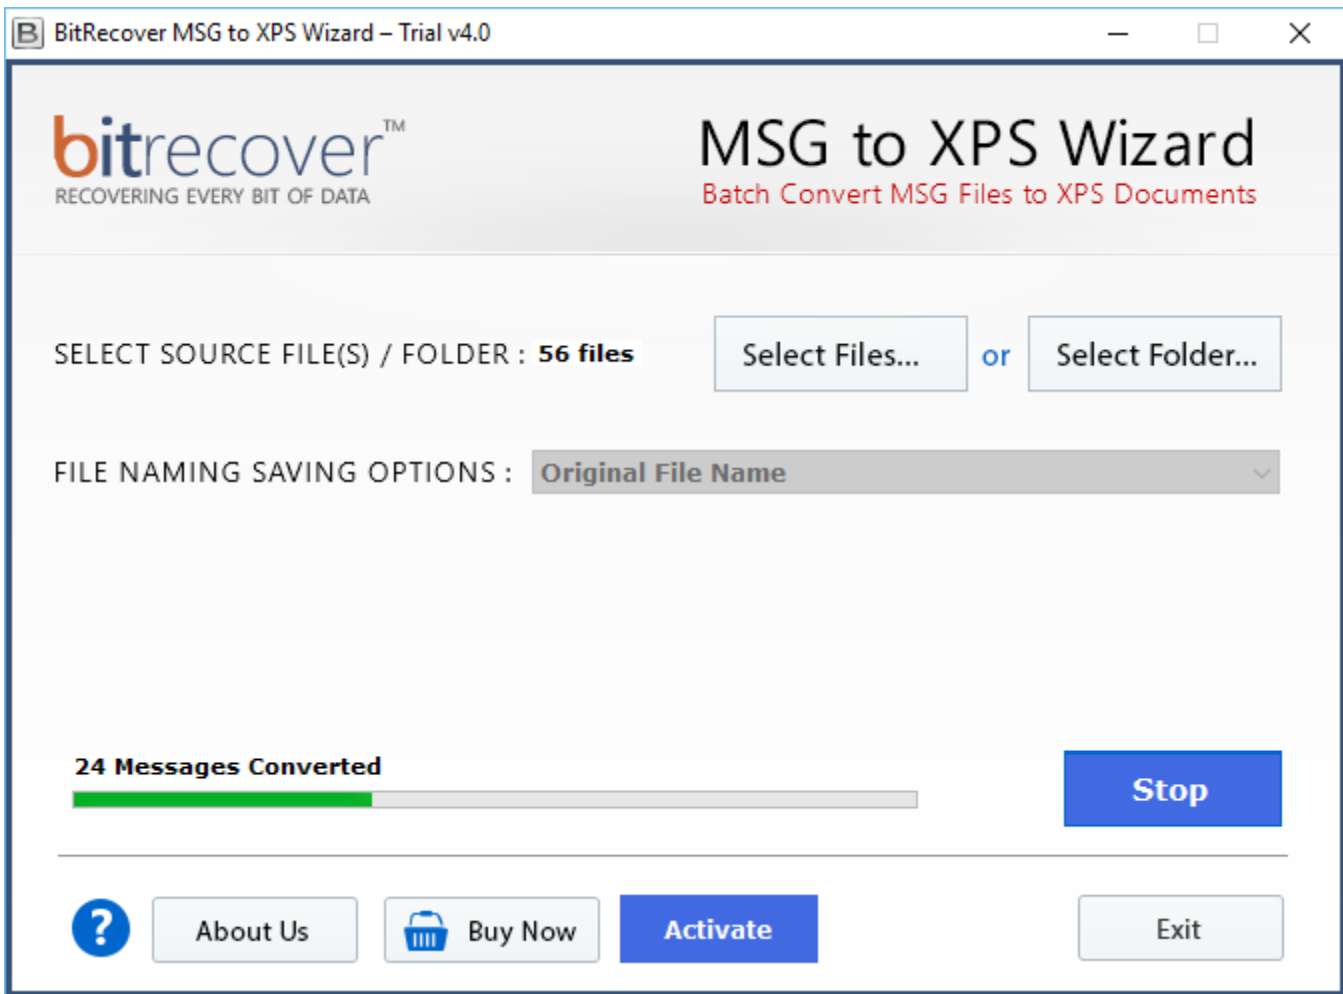 B BitRecover MSG to XPS Wizard – Trial v4.0
bitrecover™
RECOVERING EVERY BIT OF DATA
MSG to XPS Wizard
Batch Convert MSG Files to XPS Documents
SELECT SOURCE FILE(S) / FOLDER : 56 files Select Files... or Select Folder...
FILE NAMING SAVING OPTIONS : Original File Name
24 Messages Converted
Stop
? About Us Buy Now Activate Exit